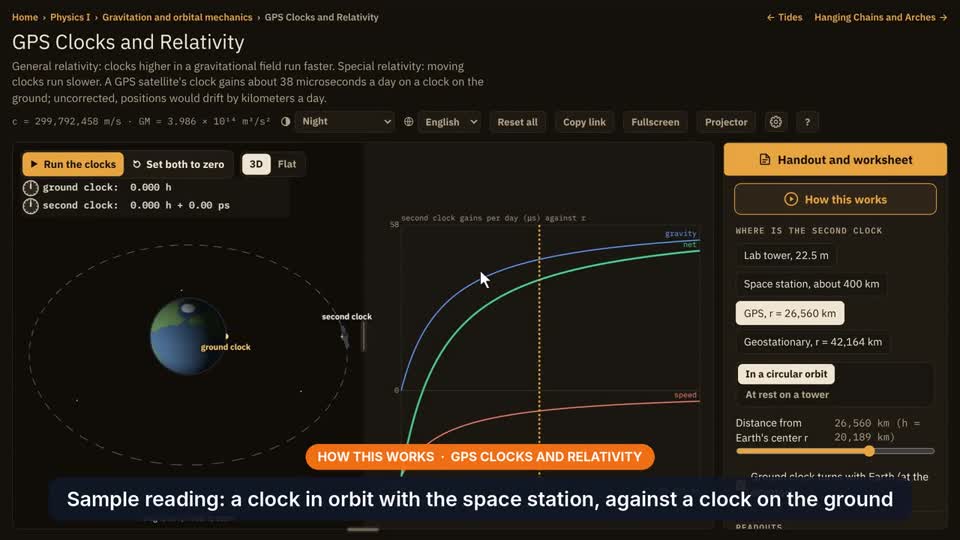 Home › Physics I › Gravitation and orbital mechanics › GPS Clocks and Relativity
← Tides
Hanging Chains and Arches →
GPS Clocks and Relativity
General relativity: clocks higher in a gravitational field run faster. Special relativity: moving
clocks run slower. A GPS satellite's clock gains about 38 microseconds a day on a clock on the
ground; uncorrected, positions would drift by kilometers a day.
c = 299,792,458 m/s · GM = 3.986 × 10¹⁴ m³/s²
Night
English
Reset all
Copy link
Fullscreen
Projector
?
Run the clocks
Set both to zero
3D
Flat
ground clock: 0.000 h
second clock: 0.000 h + 0.00 ps
second clock
ground clock
second clock gains per day (μs) against r
58
gravity
net
0
speed
Handout and worksheet
How this works
WHERE IS THE SECOND CLOCK
Lab tower, 22.5 m
Space station, about 400 km
GPS, r = 26,560 km
Geostationary, r = 42,164 km
In a circular orbit
At rest on a tower
Distance from Earth's center r
26,560 km (h = 20,189 km)
Ground clock turns with Earth (at the
READOUTS
HOW THIS WORKS · GPS CLOCKS AND RELATIVITY
Sample reading: a clock in orbit with the space station, against a clock on the ground